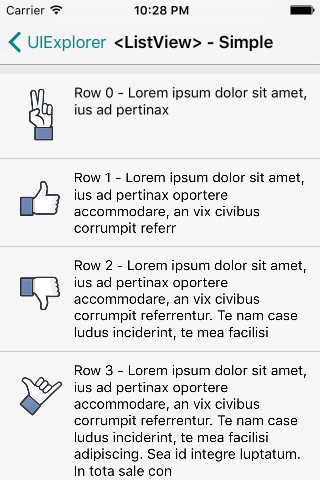 Carrier 10:28 PM
UIExplorer <ListView> - Simple
Row 0 - Lorem ipsum dolor sit amet,
ius ad pertinax
Row 1 - Lorem ipsum dolor sit amet,
ius ad pertinax oportere
accommodare, an vix civibus
corrumpit referr
Row 2 - Lorem ipsum dolor sit amet,
ius ad pertinax oportere
accommodare, an vix civibus
corrumpit referrentur. Te nam case
ludus inciderint, te mea facilisi
Row 3 - Lorem ipsum dolor sit amet,
ius ad pertinax oportere
accommodare, an vix civibus
corrumpit referrentur. Te nam case
ludus inciderint, te mea facilisi
adipiscing. Sea id integre luptatum.
In tota sale con